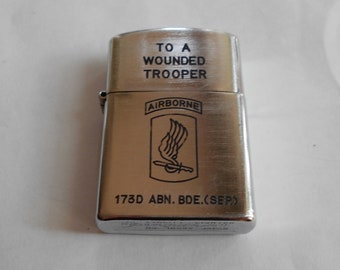 TO A
WOUNDED
TROOPER
AIRBORNE
173D ABN. BDE.(SEP)